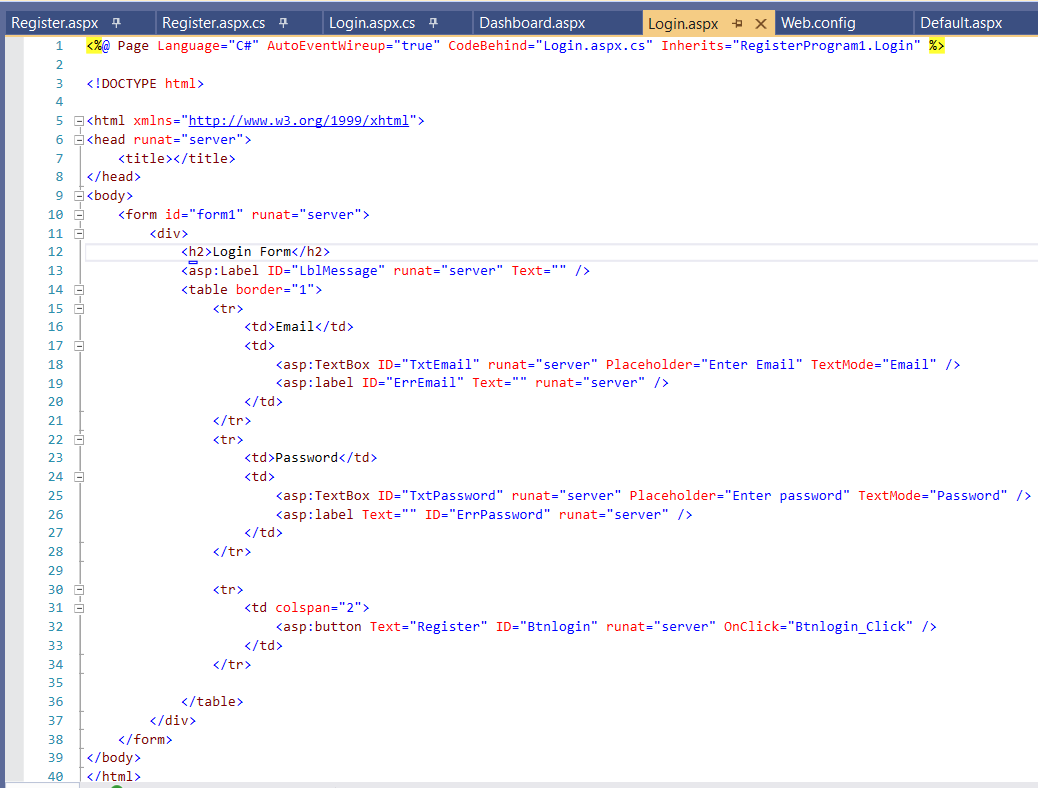 Register.aspx Register.aspx.cs Login.aspx.cs Dashboard.aspx Login.aspx Web.config Default.aspx
1 <%@ Page Language="C#" AutoEventWireup="true" CodeBehind="Login.aspx.cs" Inherits="RegisterProgram1.Login" %>
2
3 <!DOCTYPE html>
4
5 <html xmlns="http://www.w3.org/1999/xhtml">
6 <head runat="server">
7 <title></title>
8 </head>
9 <body>
10 <form id="form1" runat="server">
11 <div>
12 <h2>Login Form</h2>
13 <asp:Label ID="LblMessage" runat="server" Text="" />
14 <table border="1">
15 <tr>
16 <td>Email</td>
17 <td>
18 <asp:TextBox ID="TxtEmail" runat="server" Placeholder="Enter Email" TextMode="Email" />
19 <asp:label ID="ErrEmail" Text="" runat="server" />
20 </td>
21 </tr>
22 <tr>
23 <td>Password</td>
24 <td>
25 <asp:TextBox ID="TxtPassword" runat="server" Placeholder="Enter password" TextMode="Password" />
26 <asp:label Text="" ID="ErrPassword" runat="server" />
27 </td>
28 </tr>
29
30 <tr>
31 <td colspan="2">
32 <asp:button Text="Register" ID="Btnlogin" runat="server" OnClick="Btnlogin_Click" />
33 </td>
34 </tr>
35
36 </table>
37 </div>
38 </form>
39 </body>
40 </html>